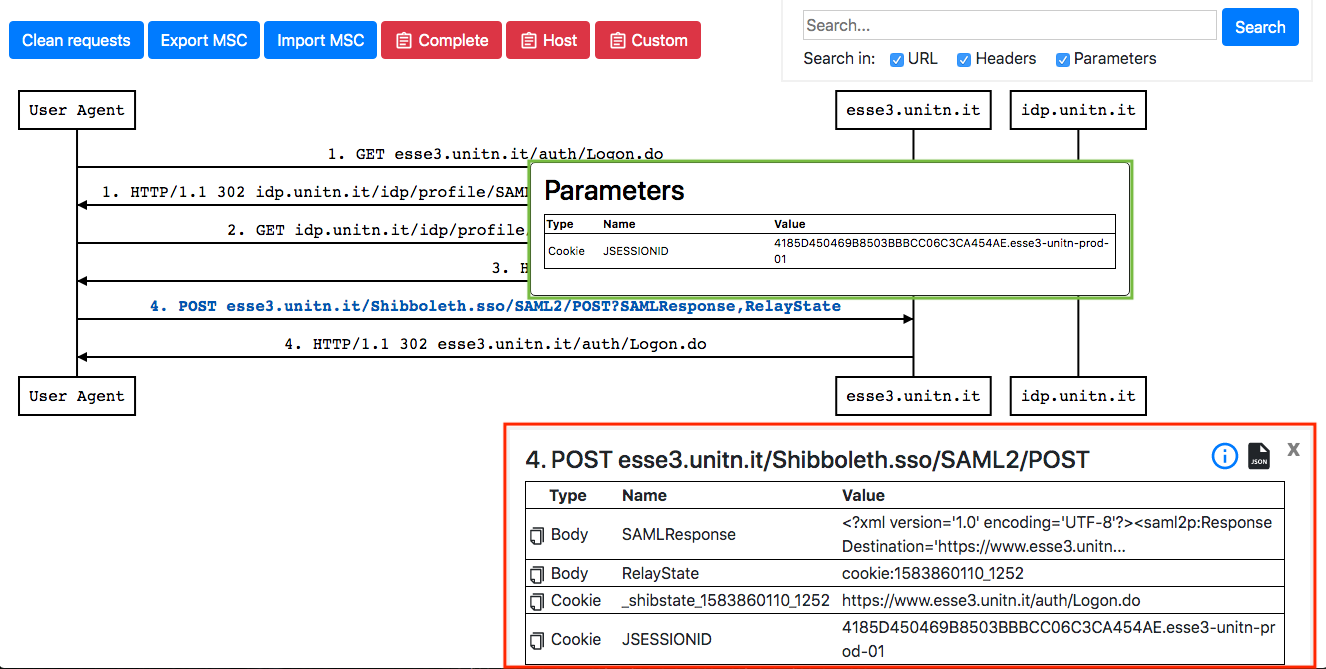 Clean requests Export MSC Import MSC Complete Host Custom
Search... Search
Search in: URL Headers Parameters
User Agent esse3.unitn.it idp.unitn.it
1. GET esse3.unitn.it/auth/Logon.do
1. HTTP/1.1 302 idp.unitn.it/idp/profile/SAM
2. GET idp.unitn.it/idp/profile/
3. H
Parameters
Type Name Value
Cookie JSESSIONID 4185D450469B8503BBBCC06C3CA454AE.esse3-unitn-prod-
01
4. POST esse3.unitn.it/Shibboleth.sso/SAML2/POST?SAMLResponse,RelayState
4. HTTP/1.1 302 esse3.unitn.it/auth/Logon.do
User Agent esse3.unitn.it idp.unitn.it
4. POST esse3.unitn.it/Shibboleth.sso/SAML2/POST JSON X
Type Name Value
Body SAMLResponse <?xml version='1.0' encoding='UTF-8'?><saml2p:Response
Destination='https://www.esse3.unitn...
Body RelayState cookie:1583860110_1252
Cookie _shibstate_1583860110_1252 https://www.esse3.unitn.it/auth/Logon.do
Cookie JSESSIONID 4185D450469B8503BBBCC06C3CA454AE.esse3-unitn-pr
od-01